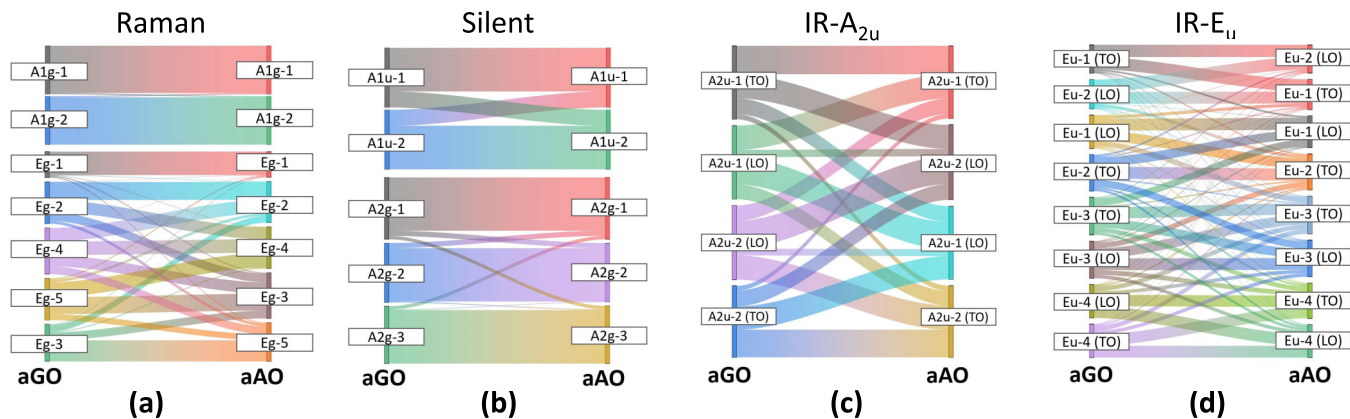 Raman
A1g-1
A1g-1
A1g-2
A1g-2
Eg-1
Eg-1
Eg-2
Eg-2
Eg-4
Eg-4
Eg-5
Eg-3
Eg-3
Eg-5
aGO
aAO
(a)
Silent
A1u-1
A1u-1
A1u-2
A1u-2
A2g-1
A2g-1
A2g-2
A2g-2
A2g-3
A2g-3
aGO
aAO
(b)
IR-A2u
A2u-1 (TO)
A2u-1 (TO)
A2u-1 (LO)
A2u-2 (LO)
A2u-2 (LO)
A2u-1 (LO)
A2u-2 (TO)
A2u-2 (TO)
aGO
aAO
(c)
IR-Eu
Eu-1 (TO)
Eu-2 (LO)
Eu-2 (LO)
Eu-1 (TO)
Eu-1 (LO)
Eu-1 (LO)
Eu-2 (TO)
Eu-2 (TO)
Eu-3 (TO)
Eu-3 (TO)
Eu-3 (LO)
Eu-3 (LO)
Eu-4 (LO)
Eu-4 (TO)
Eu-4 (TO)
Eu-4 (LO)
aGO
aAO
(d)